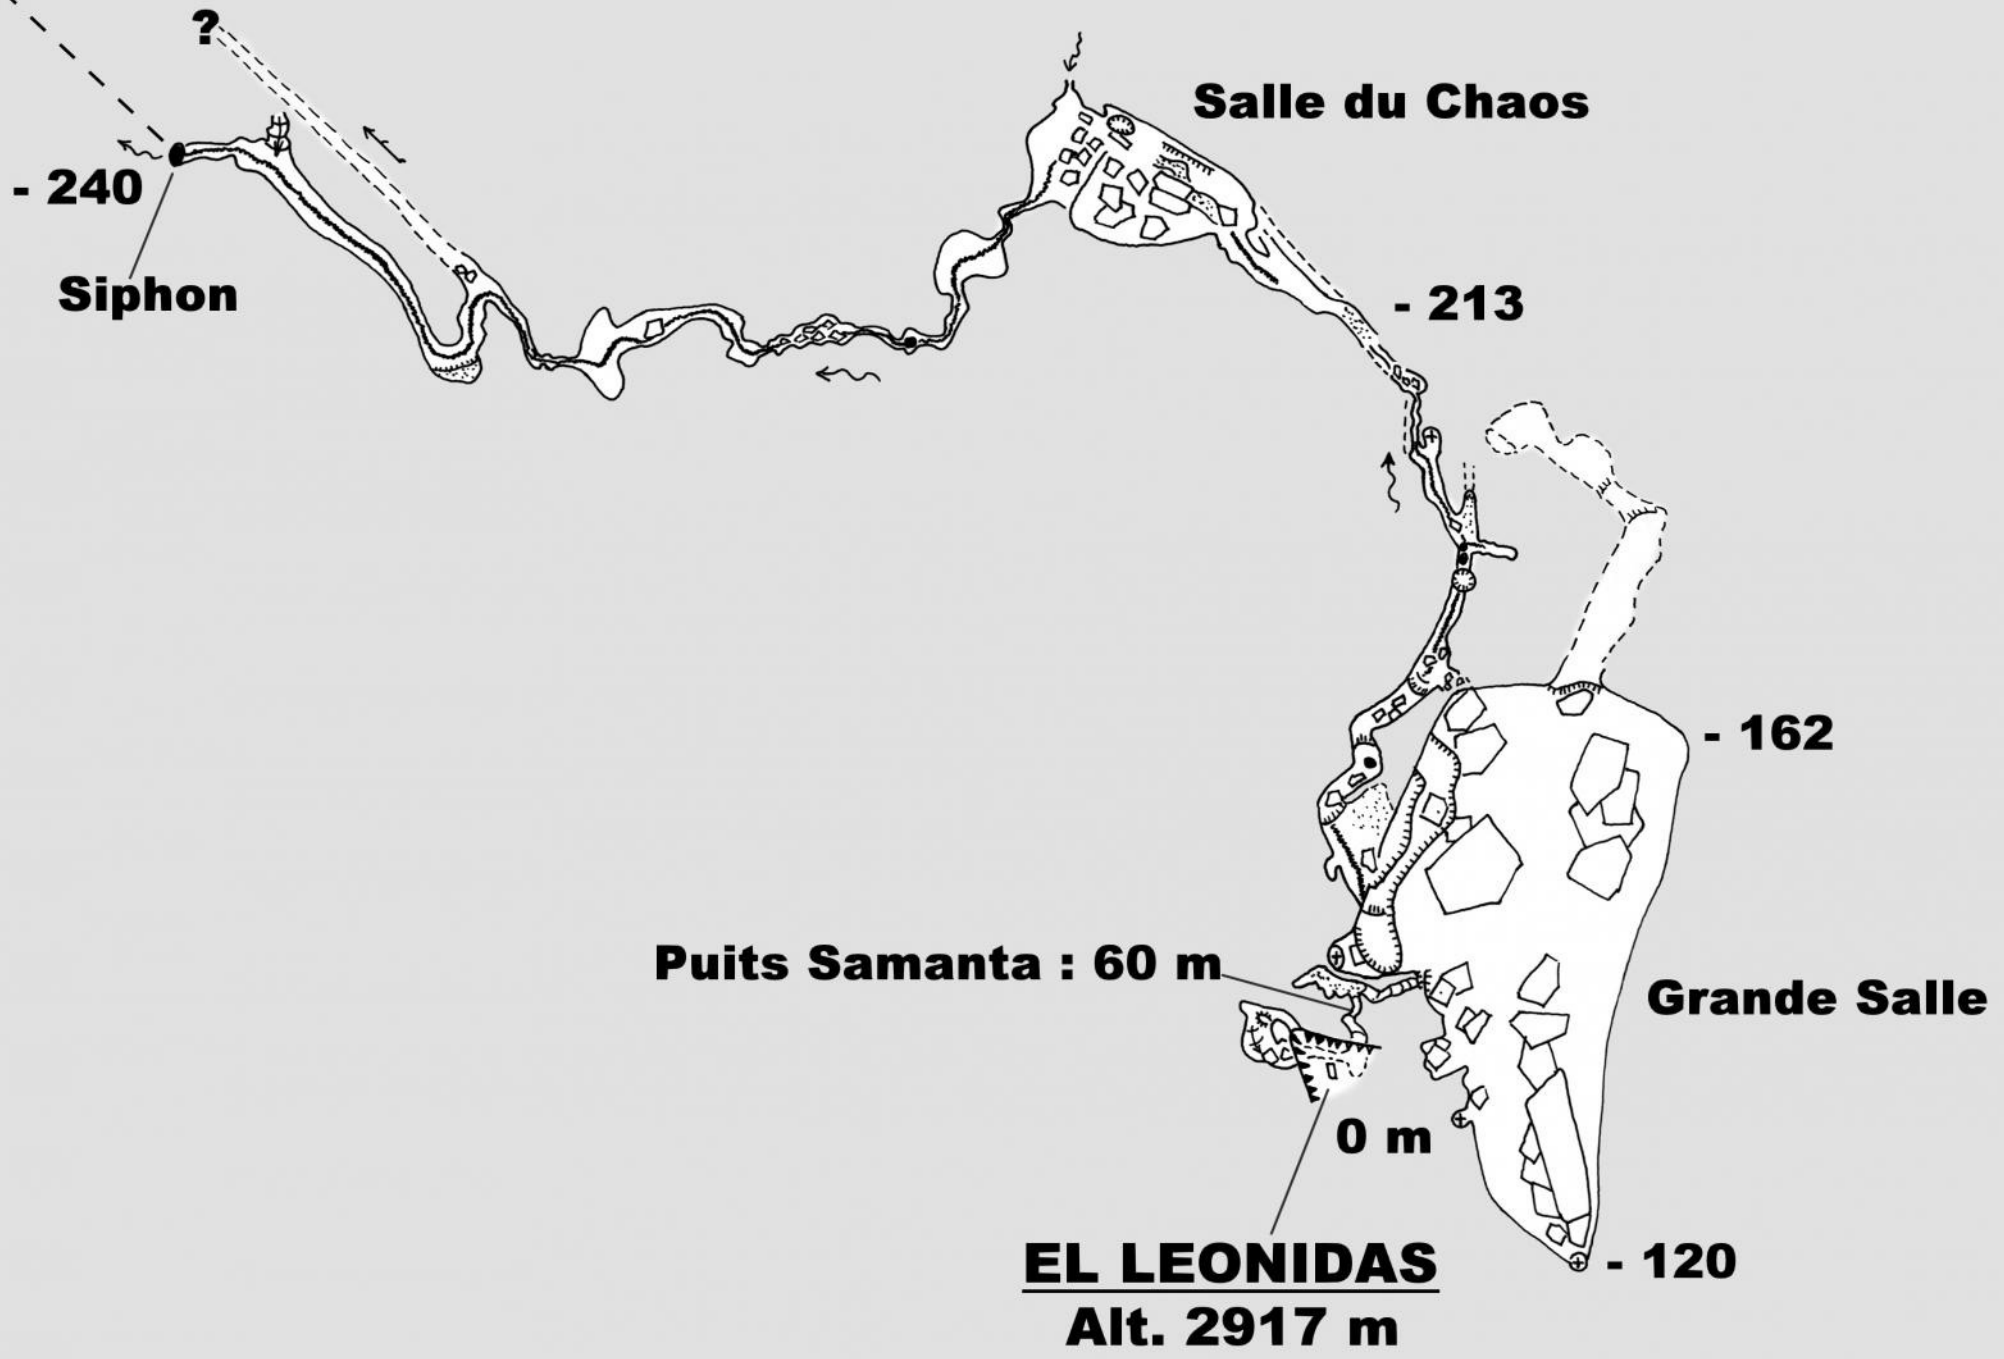 ?
Salle du Chaos
- 240
Siphon
- 213
- 162
Puits Samanta : 60 m
Grande Salle
0 m
EL LEONIDAS
Alt. 2917 m
- 120